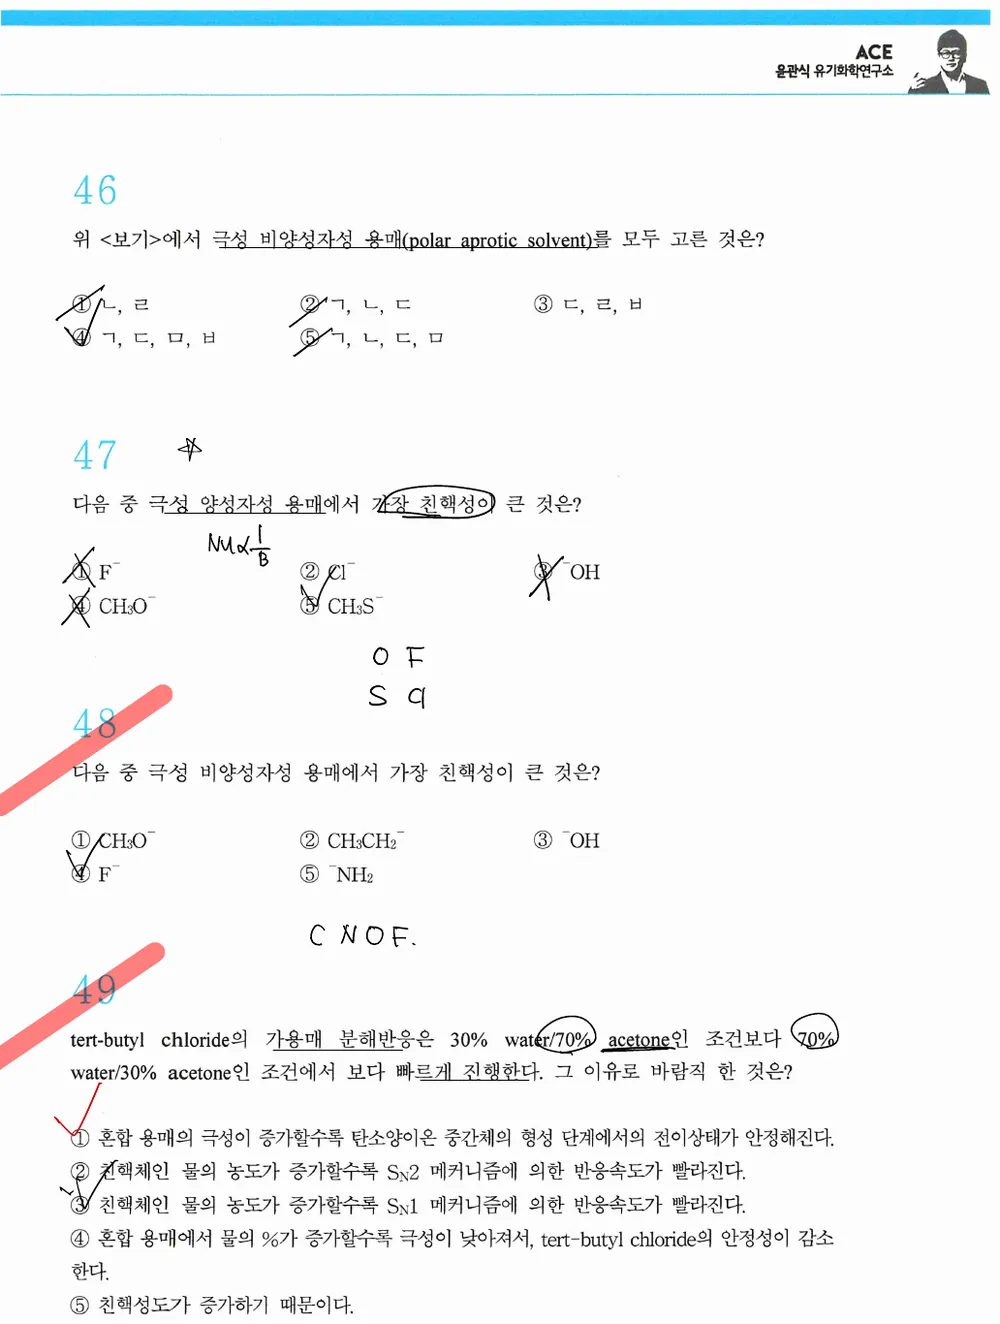 ACE
윤관식 유기화학연구소
46
위 <보기>에서 극성 비양성자성 용매(polar aprotic solvent)를 모두 고른 것은?
① ㄴ, ㄹ ② ㄱ, ㄴ, ㄷ ③ ㄷ, ㄹ, ㅂ
④ ㄱ, ㄷ, ㅁ, ㅂ ⑤ ㄱ, ㄴ, ㄷ, ㅁ
47
다음 중 극성 양성자성 용매에서 가장 친핵성이 큰 것은?
Nu∝1/B
① F⁻ ② Cl⁻ ③ ⁻OH
④ CH₃O⁻ ⑤ CH₃S⁻
O F
S Cl
48
다음 중 극성 비양성자성 용매에서 가장 친핵성이 큰 것은?
① CH₃O⁻ ② CH₃CH₂⁻ ③ ⁻OH
④ F⁻ ⑤ ⁻NH₂
C N O F.
49
tert-butyl chloride의 가용매 분해반응은 30% water/70% acetone인 조건보다 70%
water/30% acetone인 조건에서 보다 빠르게 진행한다. 그 이유로 바람직 한 것은?
① 혼합 용매의 극성이 증가할수록 탄소양이온 중간체의 형성 단계에서의 전이상태가 안정해진다.
② 친핵체인 물의 농도가 증가할수록 SN2 메커니즘에 의한 반응속도가 빨라진다.
③ 친핵체인 물의 농도가 증가할수록 SN1 메커니즘에 의한 반응속도가 빨라진다.
④ 혼합 용매에서 물의 %가 증가할수록 극성이 낮아져서, tert-butyl chloride의 안정성이 감소
한다.
⑤ 친핵성도가 증가하기 때문이다.